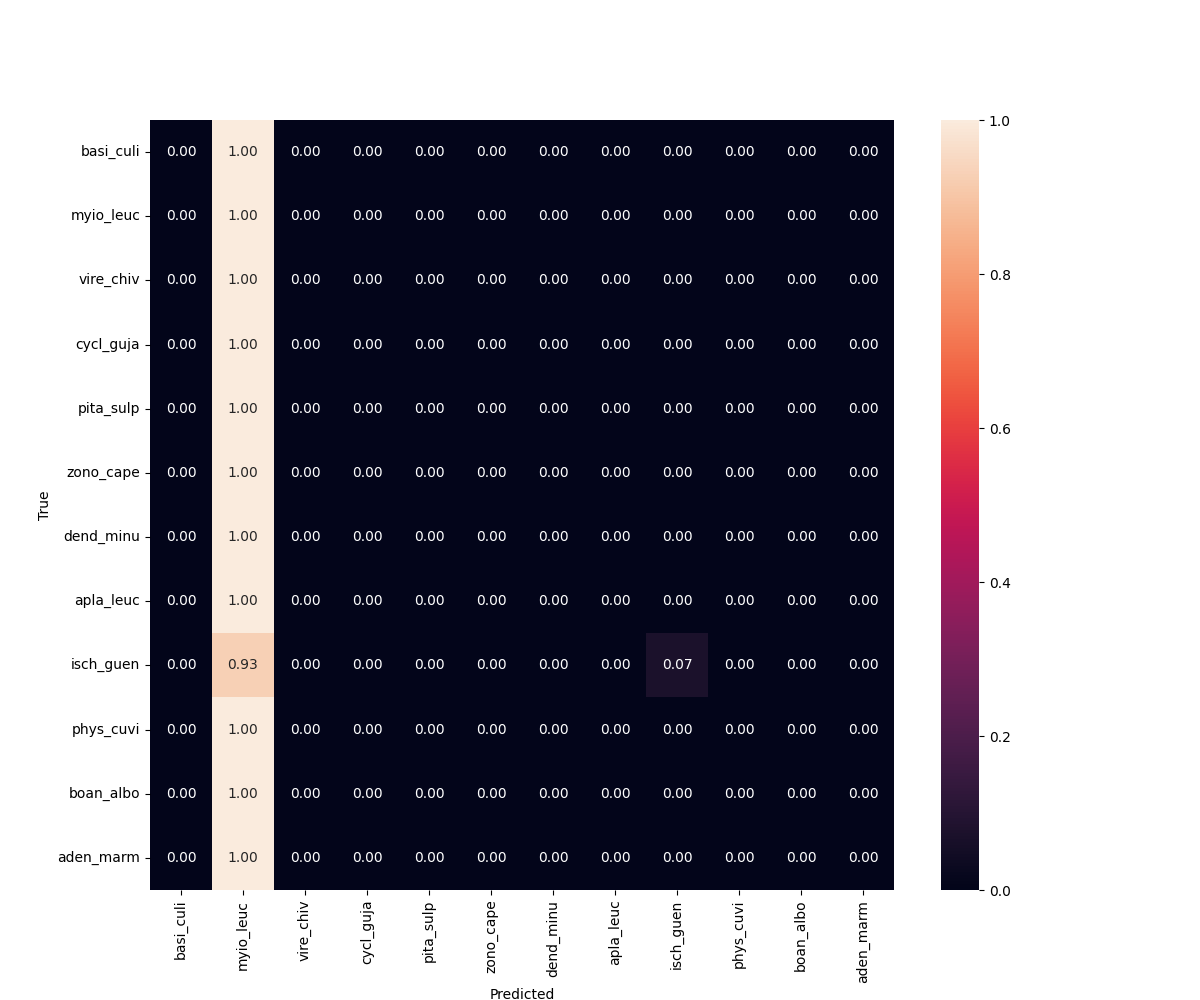 basi_culi 0.00 1.00 0.00 0.00 0.00 0.00 0.00 0.00 0.00 0.00 0.00 0.00
myio_leuc 0.00 1.00 0.00 0.00 0.00 0.00 0.00 0.00 0.00 0.00 0.00 0.00
vire_chiv 0.00 1.00 0.00 0.00 0.00 0.00 0.00 0.00 0.00 0.00 0.00 0.00
cycl_guja 0.00 1.00 0.00 0.00 0.00 0.00 0.00 0.00 0.00 0.00 0.00 0.00
pita_sulp 0.00 1.00 0.00 0.00 0.00 0.00 0.00 0.00 0.00 0.00 0.00 0.00
zono_cape 0.00 1.00 0.00 0.00 0.00 0.00 0.00 0.00 0.00 0.00 0.00 0.00
dend_minu 0.00 1.00 0.00 0.00 0.00 0.00 0.00 0.00 0.00 0.00 0.00 0.00
apla_leuc 0.00 1.00 0.00 0.00 0.00 0.00 0.00 0.00 0.00 0.00 0.00 0.00
isch_guen 0.00 0.93 0.00 0.00 0.00 0.00 0.00 0.00 0.07 0.00 0.00 0.00
phys_cuvi 0.00 1.00 0.00 0.00 0.00 0.00 0.00 0.00 0.00 0.00 0.00 0.00
boan_albo 0.00 1.00 0.00 0.00 0.00 0.00 0.00 0.00 0.00 0.00 0.00 0.00
aden_marm 0.00 1.00 0.00 0.00 0.00 0.00 0.00 0.00 0.00 0.00 0.00 0.00
True
basi_culi
myio_leuc
vire_chiv
cycl_guja
pita_sulp
zono_cape
dend_minu
apla_leuc
isch_guen
phys_cuvi
boan_albo
aden_marm
Predicted
1.0
0.8
0.6
0.4
0.2
0.0